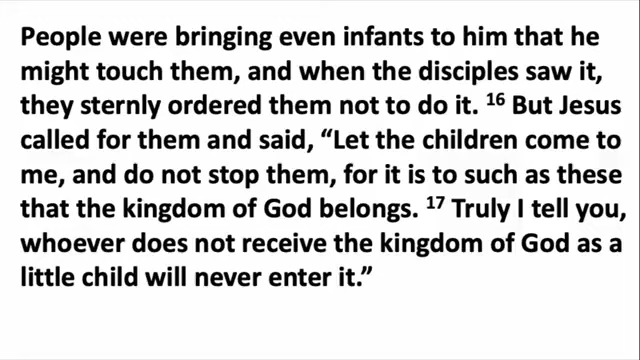 People were bringing even infants to him that he
might touch them, and when the disciples saw it,
they sternly ordered them not to do it. 16 But Jesus
called for them and said, “Let the children come to
me, and do not stop them, for it is to such as these
that the kingdom of God belongs. 17 Truly I tell you,
whoever does not receive the kingdom of God as a
little child will never enter it.”